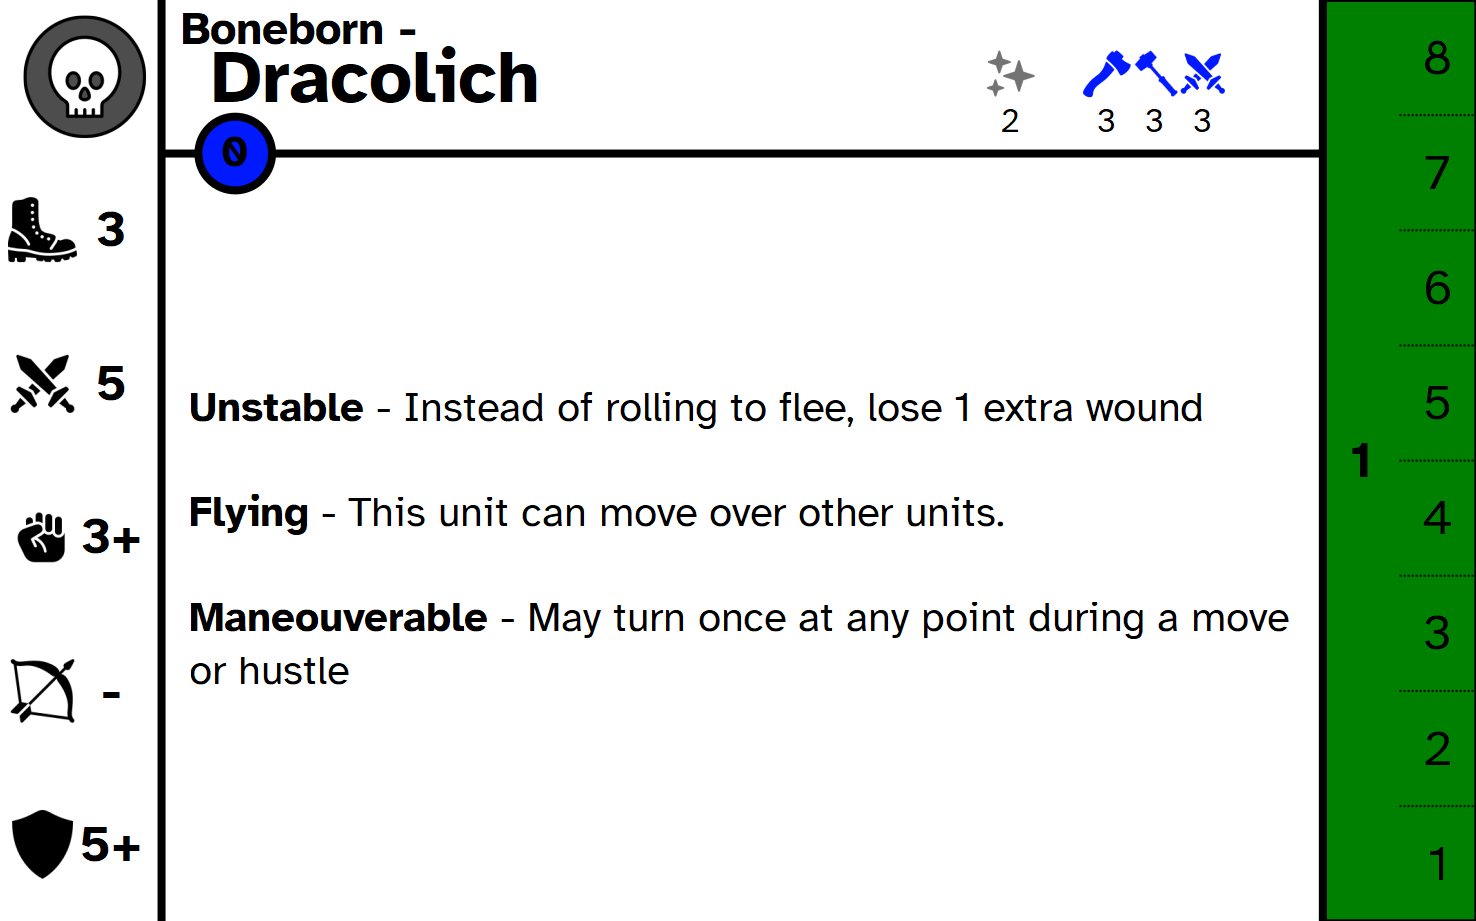 Boneborn -
Dracolich
2
3 3 3
0
3
5
3+
-
5+
Unstable - Instead of rolling to flee, lose 1 extra wound
Flying - This unit can move over other units.
Maneouverable - May turn once at any point during a move
or hustle
8
7
6
5
1
4
3
2
1